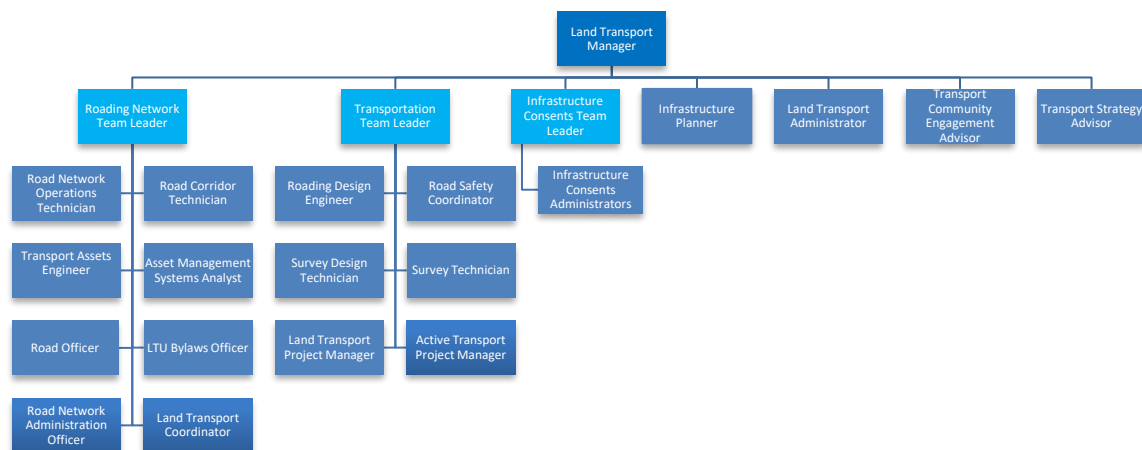 Land Transport
Manager
Roading Network
Team Leader
Transportation
Team Leader
Infrastructure
Consents Team
Leader
Infrastructure
Planner
Land Transport
Administrator
Transport
Community
Engagement
Advisor
Transport Strategy
Advisor
Road Network
Operations
Technician
Road Corridor
Technician
Roading Design
Engineer
Road Safety
Coordinator
Infrastructure
Consents
Administrators
Transport Assets
Engineer
Asset Management
Systems Analyst
Survey Design
Technician
Survey Technician
Road Officer
LTU Bylaws Officer
Land Transport
Project Manager
Active Transport
Project Manager
Road Network
Administration
Officer
Land Transport
Coordinator